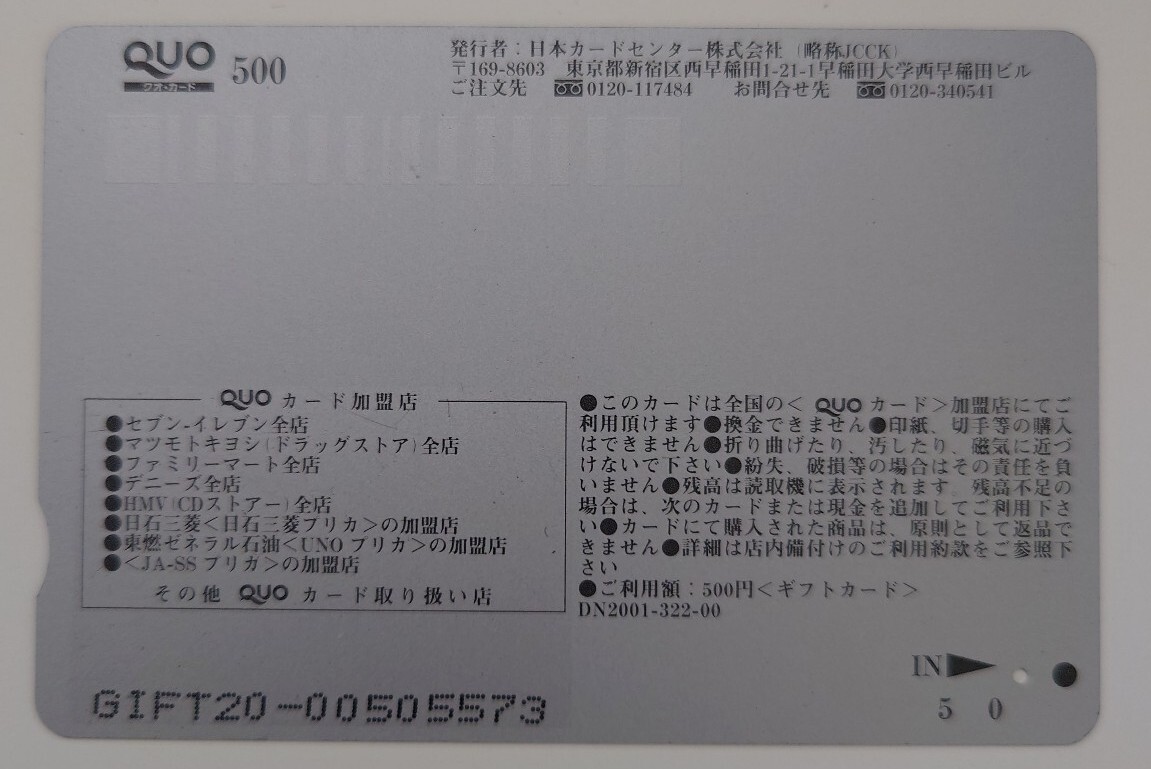 QUO
クオ・カード
500
発行者：日本カードセンター株式会社（略称JCCK）
〒169-8603 東京都新宿区西早稲田1-21-1早稲田大学西早稲田ビル
ご注文先 0120-117484 お問合せ先 0120-340541
QUO カード加盟店
●セブン-イレブン全店
●マツモトキヨシ(ドラッグストア)全店
●ファミリーマート全店
●デニーズ全店
●HMV(CDストアー)全店
●日石三菱<日石三菱プリカ>の加盟店
●東燃ゼネラル石油<UNO プリカ>の加盟店
●<JA-SS プリカ>の加盟店
その他 QUO カード取り扱い店
●このカードは全国の< QUO カード>加盟店にてご
利用頂けます●換金できません●印紙、切手等の購入
はできません●折り曲げたり、汚したり、磁気に近づ
けないで下さい●紛失、破損等の場合はその責任を負
いません●残高は読取機に表示されます。残高不足の
場合は、次のカードまたは現金を追加してご利用下さ
い●カードにて購入された商品は、原則として返品で
きません●詳細は店内備付けのご利用約款をご参照下
さい
●ご利用額：500円<ギフトカード>
DN2001-322-00
IN
5 0
GIFT20-00505573